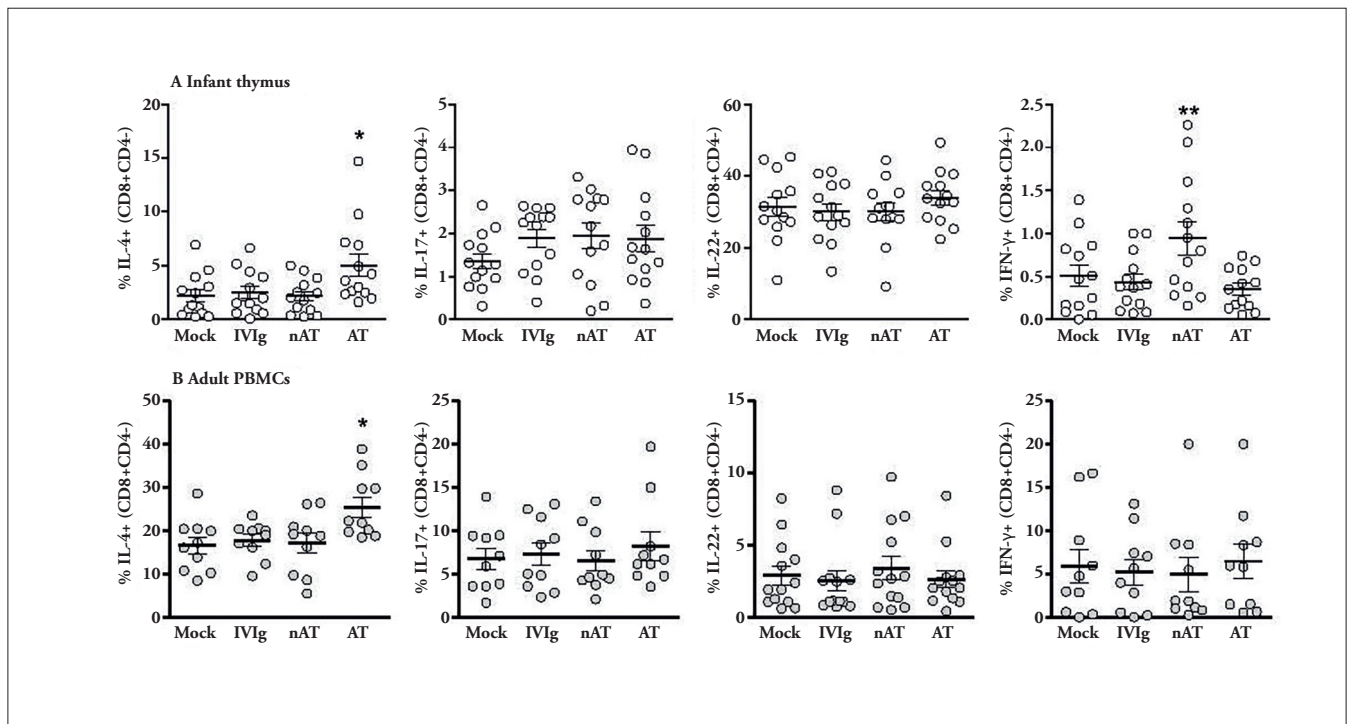 A Infant thymus
% IL-4+ (CD8+CD4-)
20
15
10
5
0
*
Mock IVIg nAT AT
% IL-17+ (CD8+CD4-)
5
4
3
2
1
0
Mock IVIg nAT AT
% IL-22+ (CD8+CD4-)
60
40
20
0
Mock IVIg nAT AT
% IFN-γ+ (CD8+CD4-)
2.5
2.0
1.5
1.0
0.5
0.0
**
Mock IVIg nAT AT
B Adult PBMCs
% IL-4+ (CD8+CD4-)
50
40
30
20
10
0
*
Mock IVIg nAT AT
% IL-17+ (CD8+CD4-)
25
20
15
10
5
0
Mock IVIg nAT AT
% IL-22+ (CD8+CD4-)
15
10
5
0
Mock IVIg nAT AT
% IFN-γ+ (CD8+CD4-)
25
20
15
10
5
0
Mock IVIg nAT AT